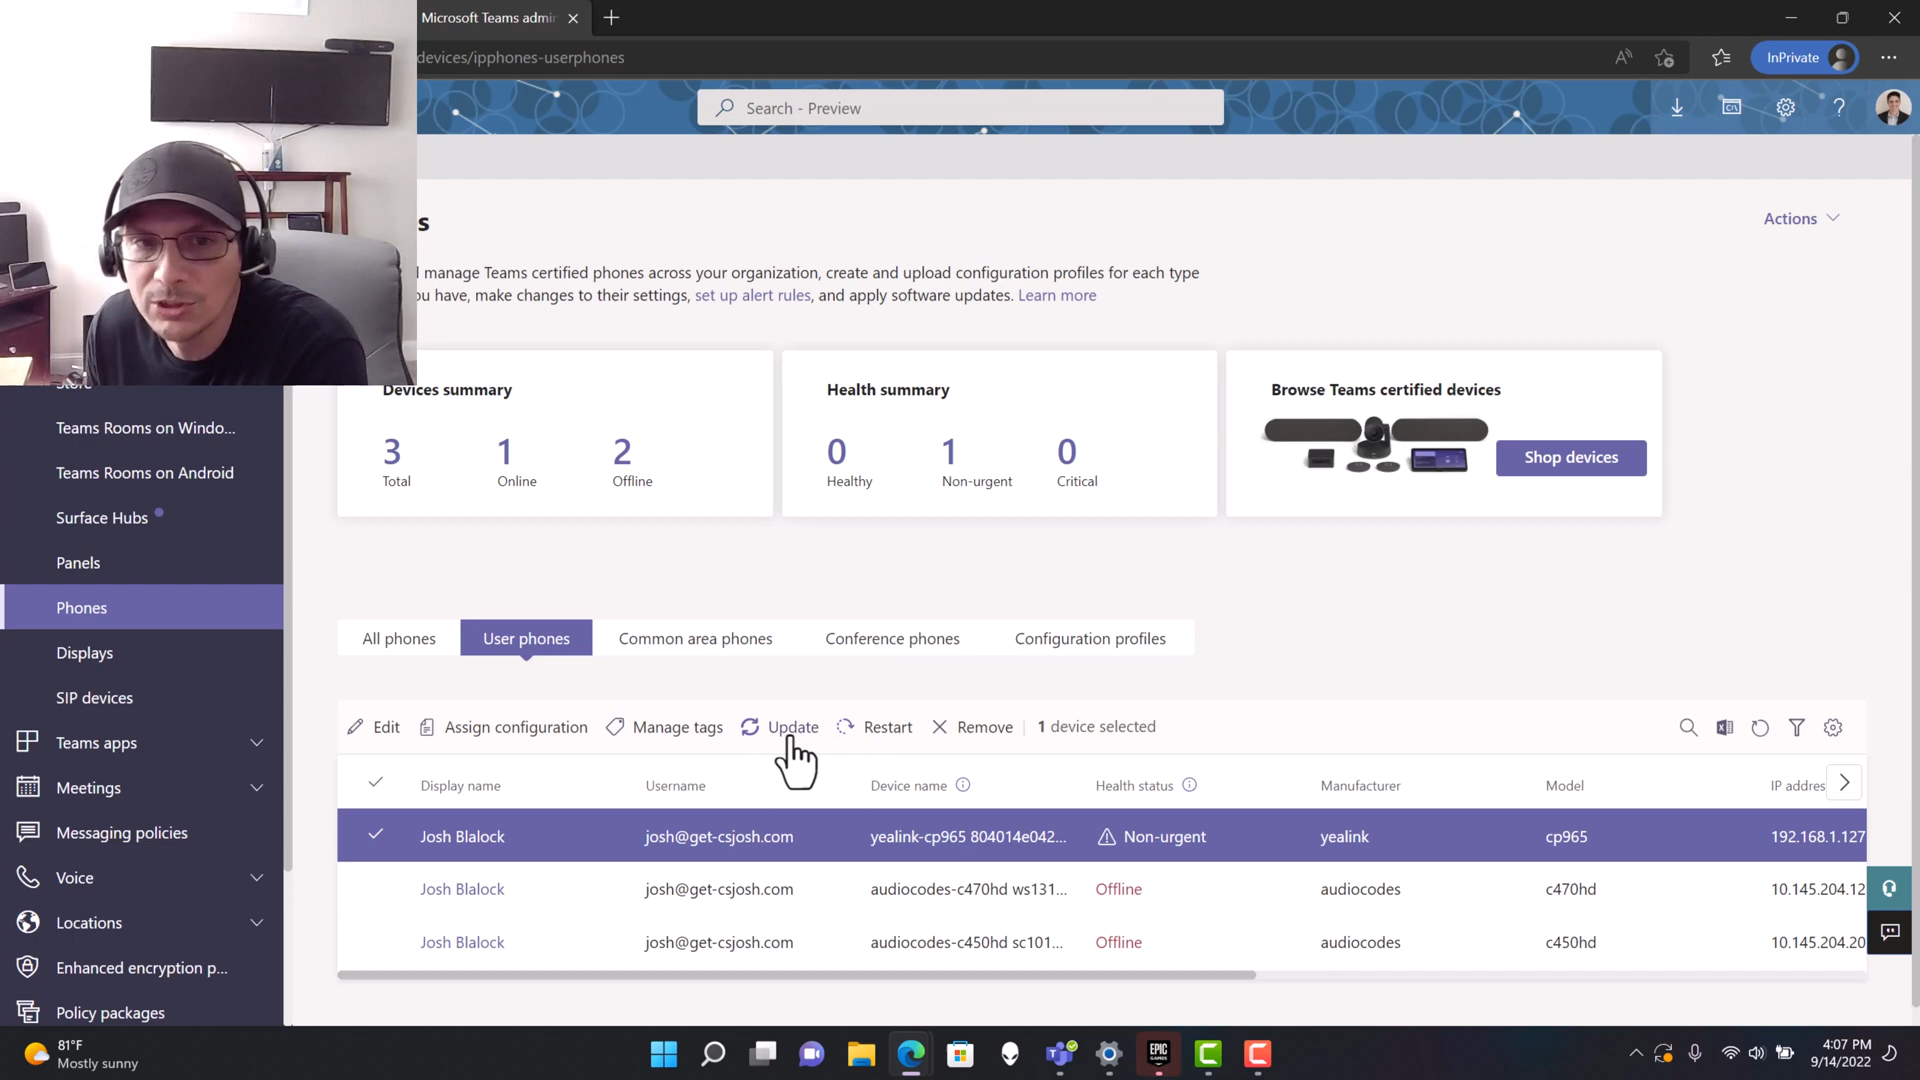 Microsoft Teams admi
devices/ipphones-userphones
InPrivate
Search - Preview
s
Actions
manage Teams certified phones across your organization, create and upload configuration profiles for each type
ou have, make changes to their settings, set up alert rules, and apply software updates. Learn more
Devices summary
3
1
2
Total
Online
Offline
Health summary
0
1
0
Healthy
Non-urgent
Critical
Browse Teams certified devices
Shop devices
Teams Rooms on Windo...
Teams Rooms on Android
Surface Hubs
Panels
Phones
Displays
SIP devices
Teams apps
Meetings
Messaging policies
Voice
Locations
Enhanced encryption p...
Policy packages
All phones
User phones
Common area phones
Conference phones
Configuration profiles
Edit
Assign configuration
Manage tags
Update
Restart
Remove
1 device selected
Display name
Username
Device name
Health status
Manufacturer
Model
IP addres
Josh Blalock josh@get-csjosh.com yealink-cp965 804014e042... Non-urgent yealink cp965 192.168.1.127
Josh Blalock josh@get-csjosh.com audiocodes-c470hd ws131... Offline audiocodes c470hd 10.145.204.12
Josh Blalock josh@get-csjosh.com audiocodes-c450hd sc101... Offline audiocodes c450hd 10.145.204.20
81°F
Mostly sunny
EPIC
GAMES
4:07 PM
9/14/2022